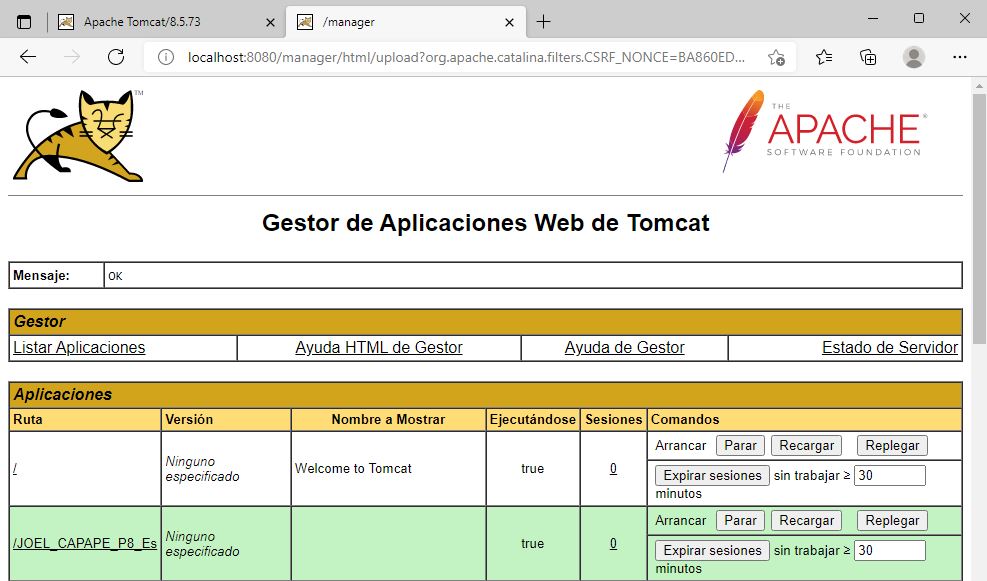 Apache Tomcat/8.5.73
/manager
localhost:8080/manager/html/upload?org.apache.catalina.filters.CSRF_NONCE=BA860ED...
TM
THE
APACHE®
SOFTWARE FOUNDATION
Gestor de Aplicaciones Web de Tomcat
Mensaje: OK
Gestor
Listar Aplicaciones Ayuda HTML de Gestor Ayuda de Gestor Estado de Servidor
Aplicaciones
Ruta Versión Nombre a Mostrar Ejecutándose Sesiones Comandos
/ Ninguno especificado Welcome to Tomcat true 0 Arrancar Parar Recargar Replegar
Expirar sesiones sin trabajar ≥ 30
minutos
/JOEL_CAPAPE_P8_Es Ninguno especificado true 0 Arrancar Parar Recargar Replegar
Expirar sesiones sin trabajar ≥ 30
minutos